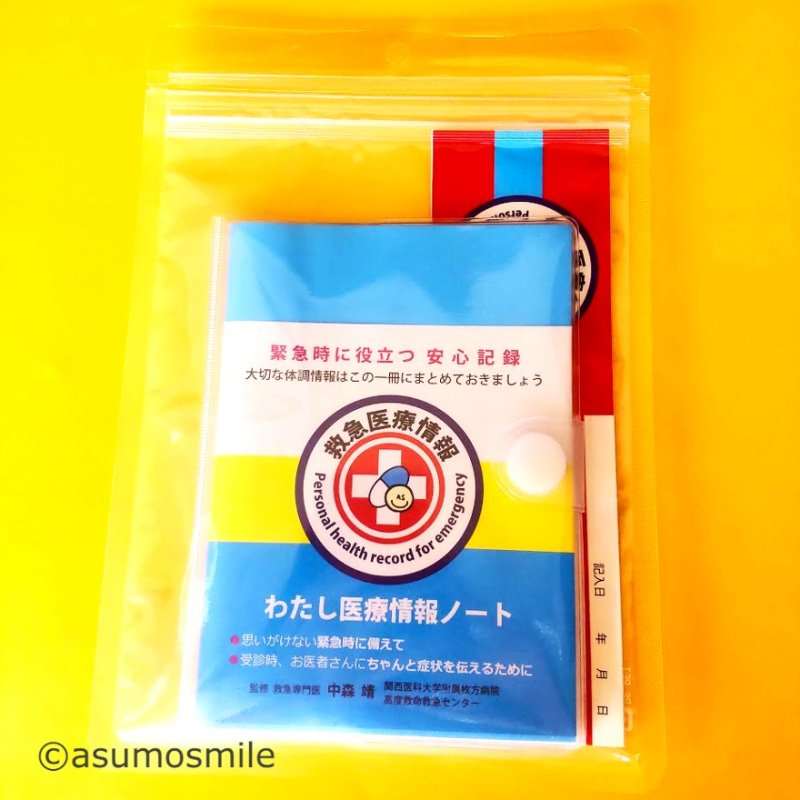 緊急時に役立つ 安心記録
大切な体調情報はこの一冊にまとめておきましょう
救急医療情報
AS
Personal health record for emergency
わたし医療情報ノート
●思いがけない緊急時に備えて
●受診時、お医者さんにちゃんと症状を伝えるために
監修 救急専門医 中森 靖 関西医科大学附属枚方病院
高度救命救急センター
Person
記入日 年 月 日
©asumosmile